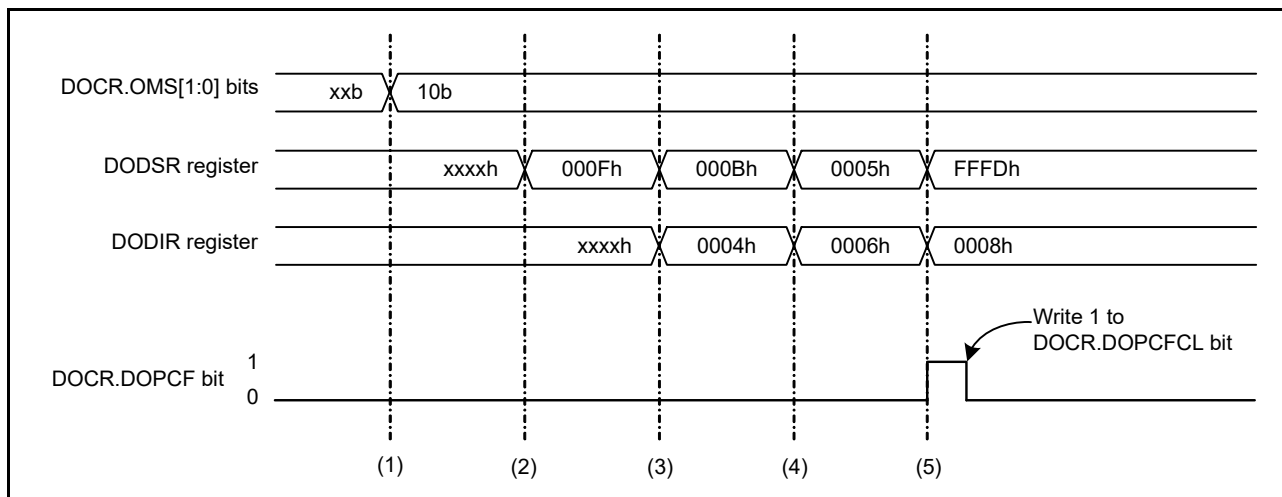 DOCR.OMS[1:0] bits xxb 10b
DODSR register xxxxh 000Fh 000Bh 0005h FFFDh
DODIR register xxxxh 0004h 0006h 0008h
Write 1 to
DOCR.DOPCFCL bit
1
DOCR.DOPCF bit
0
(1) (2) (3) (4) (5)